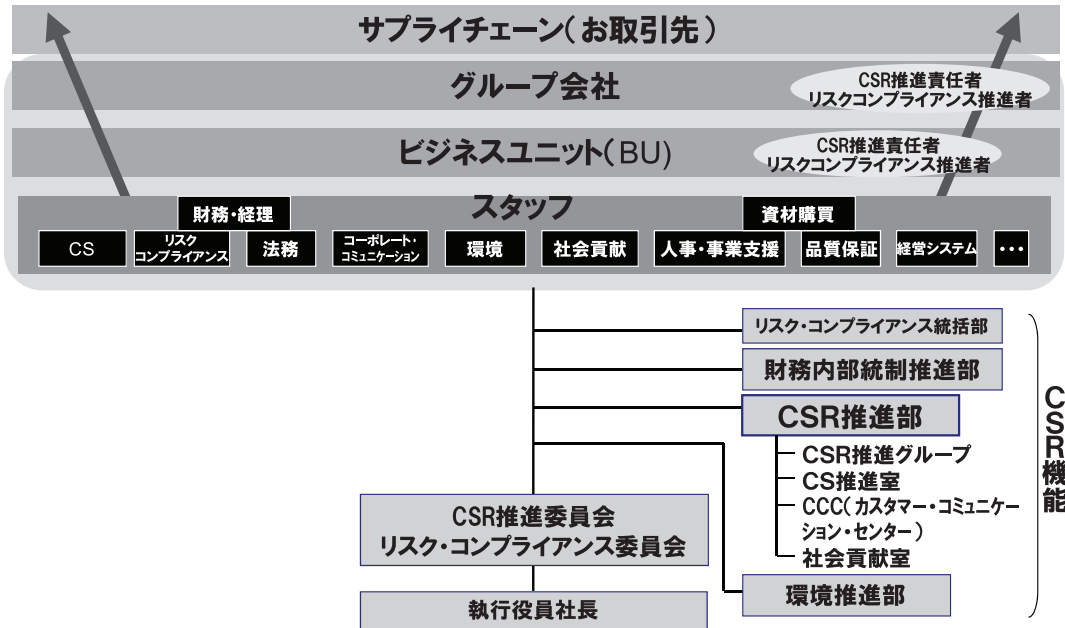 サプライチェーン(お取引先)
グループ会社
CSR推進責任者
リスクコンプライアンス推進者
ビジネスユニット(BU)
CSR推進責任者
リスクコンプライアンス推進者
スタッフ
財務・経理
資材購買
CS
リスク
コンプライアンス
法務
コーポレート・
コミュニケーション
環境
社会貢献
人事・事業支援
品質保証
経営システム
・・・
リスク・コンプライアンス統括部
財務内部統制推進部
CSR推進部
CSR推進グループ
CS推進室
CCC(カスタマー・コミュニケー
ション・センター)
社会貢献室
環境推進部
CSR機能
CSR推進委員会
リスク・コンプライアンス委員会
執行役員社長